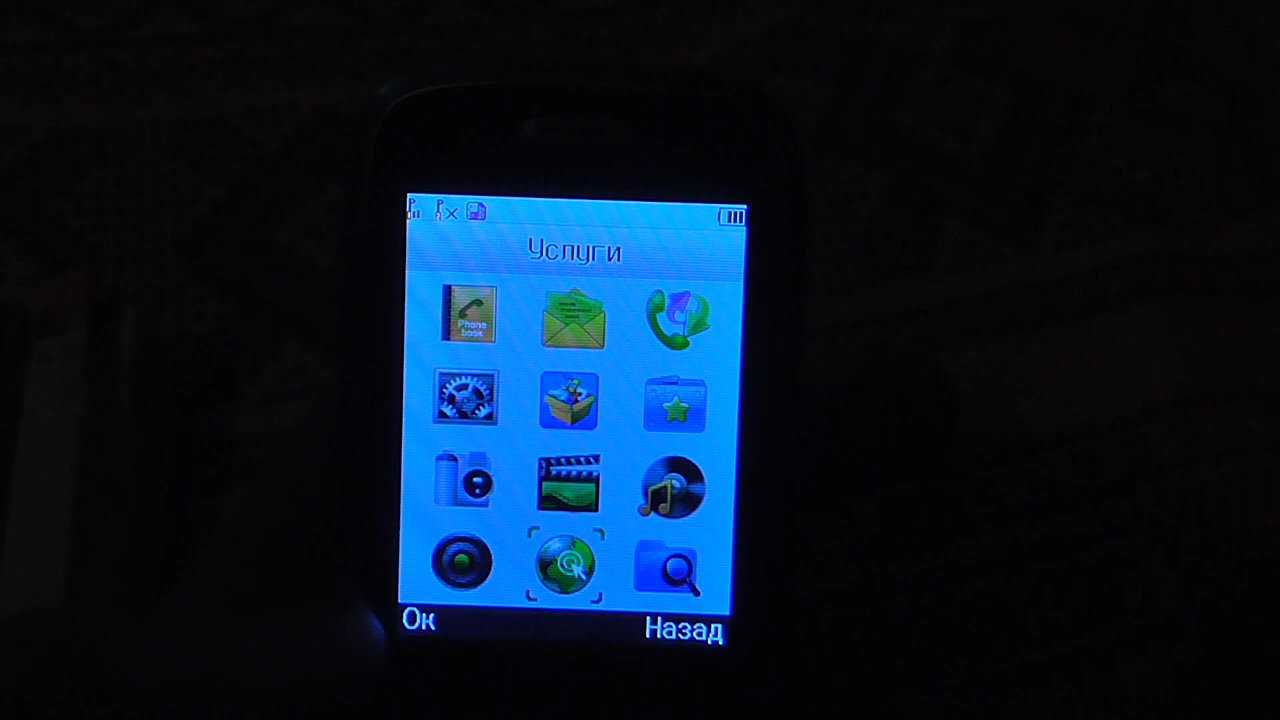 Услуги
Phone
book
Ок
Назад